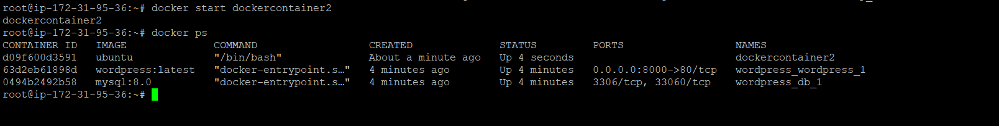 root@ip-172-31-95-36:~# docker start dockercontainer2
dockercontainer2
root@ip-172-31-95-36:~# docker ps
CONTAINER ID   IMAGE              COMMAND                  CREATED              STATUS         PORTS                  NAMES
d09f600d3591   ubuntu             "/bin/bash"              About a minute ago   Up 4 seconds                          dockercontainer2
63d2eb61898d   wordpress:latest   "docker-entrypoint.s…"   4 minutes ago        Up 4 minutes   0.0.0.0:8000->80/tcp   wordpress_wordpress_1
0494b2492b58   mysql:8.0          "docker-entrypoint.s…"   4 minutes ago        Up 4 minutes   3306/tcp, 33060/tcp    wordpress_db_1
root@ip-172-31-95-36:~#